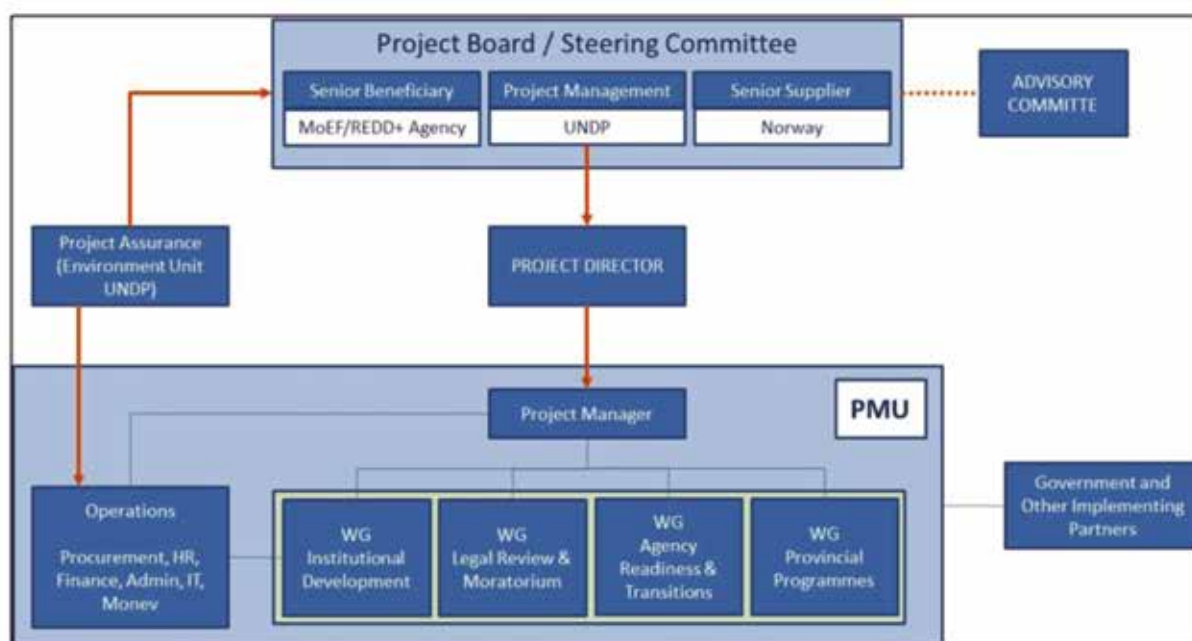 Project Board / Steering Committee
Senior Beneficiary
MoEF/REDD+ Agency
Project Management
UNDP
Senior Supplier
Norway
ADVISORY
COMMITTE
Project Assurance
(Environment Unit
UNDP)
PROJECT DIRECTOR
PMU
Project Manager
Operations
Procurement, HR,
Finance, Admin, IT,
Monev
WG
Institutional
Development
WG
Legal Review &
Moratorium
WG
Agency
Readiness &
Transitions
WG
Provincial
Programmes
Government and
Other Implementing
Partners